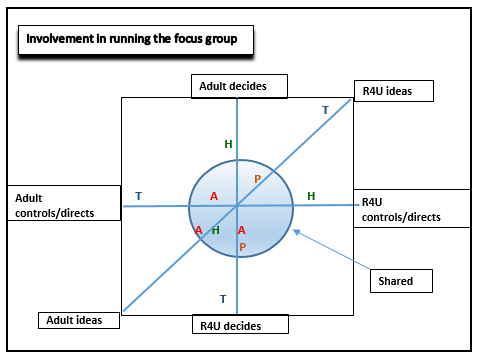 Involvement in running the focus group
Adult decides
R4U ideas
T
H
P
Adult
controls/directs
T
A
H
R4U
controls/directs
A H A
P
Shared
T
Adult ideas
R4U decides